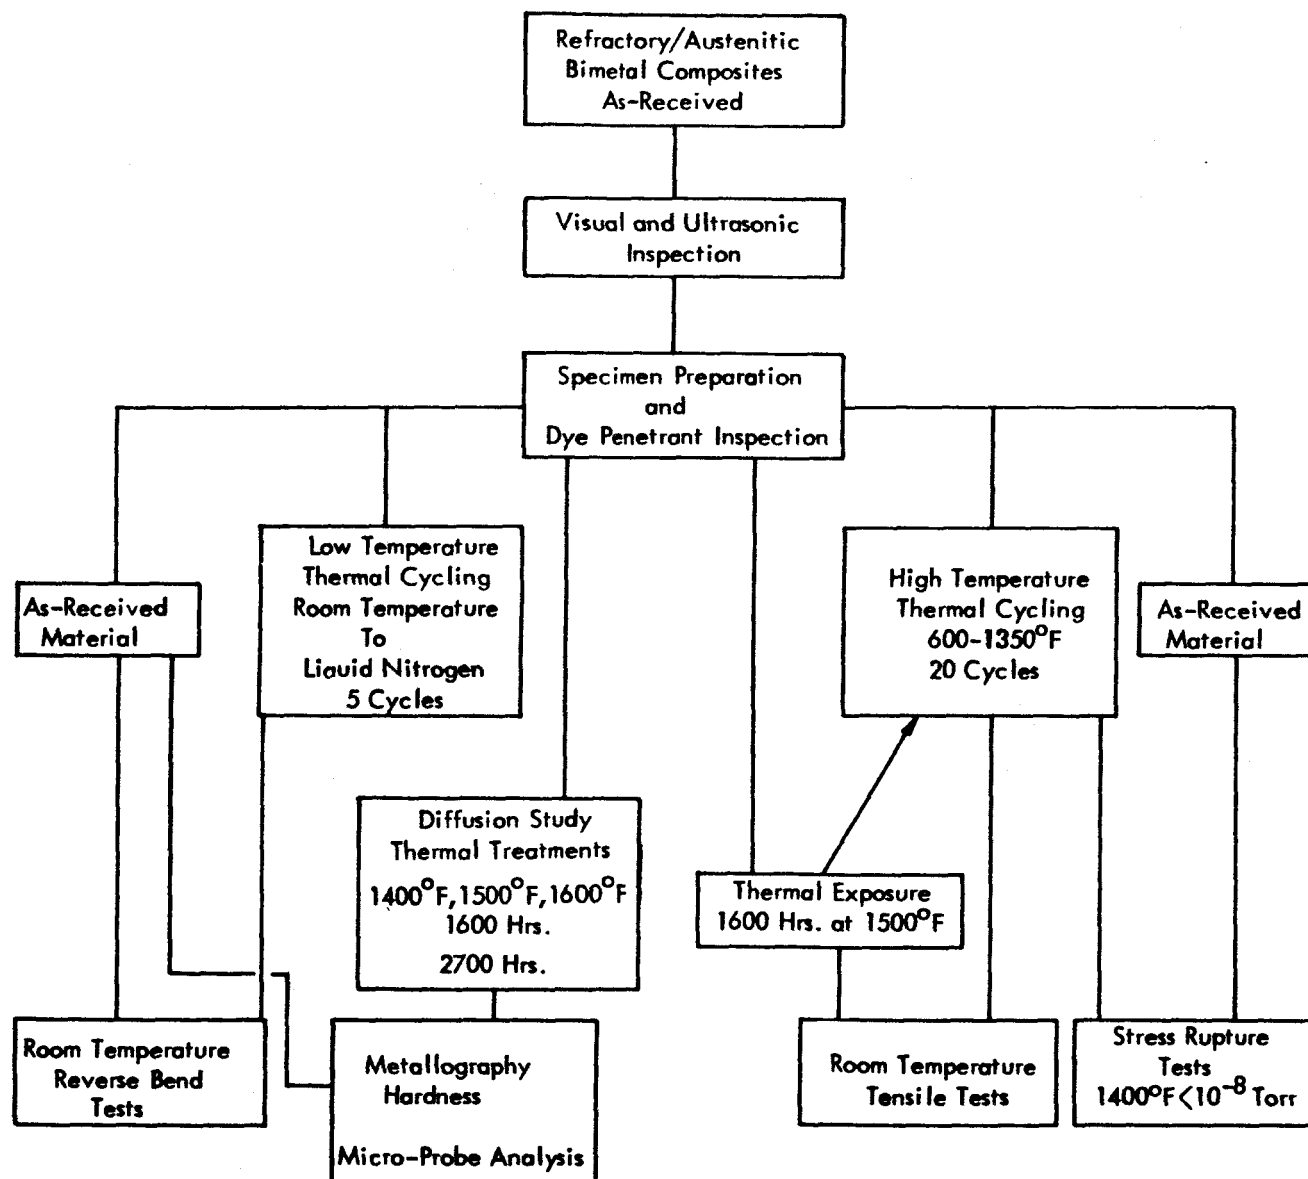 Refractory/Austenitic
Bimetal Composites
As-Received
Visual and Ultrasonic
Inspection
Specimen Preparation
and
Dye Penetrant Inspection
As-Received
Material
Low Temperature
Thermal Cycling
Room Temperature
To
Liauid Nitrogen
5 Cycles
High Temperature
Thermal Cycling
600-1350°F
20 Cycles
As-Received
Material
Diffusion Study
Thermal Treatments
1400°F, 1500°F, 1600°F
1600 Hrs.
2700 Hrs.
Thermal Exposure
1600 Hrs. at 1500°F
Room Temperature
Reverse Bend
Tests
Metallography
Hardness
Micro-Probe Analysis
Room Temperature
Tensile Tests
Stress Rupture
Tests
1400°F<10⁻⁸ Torr